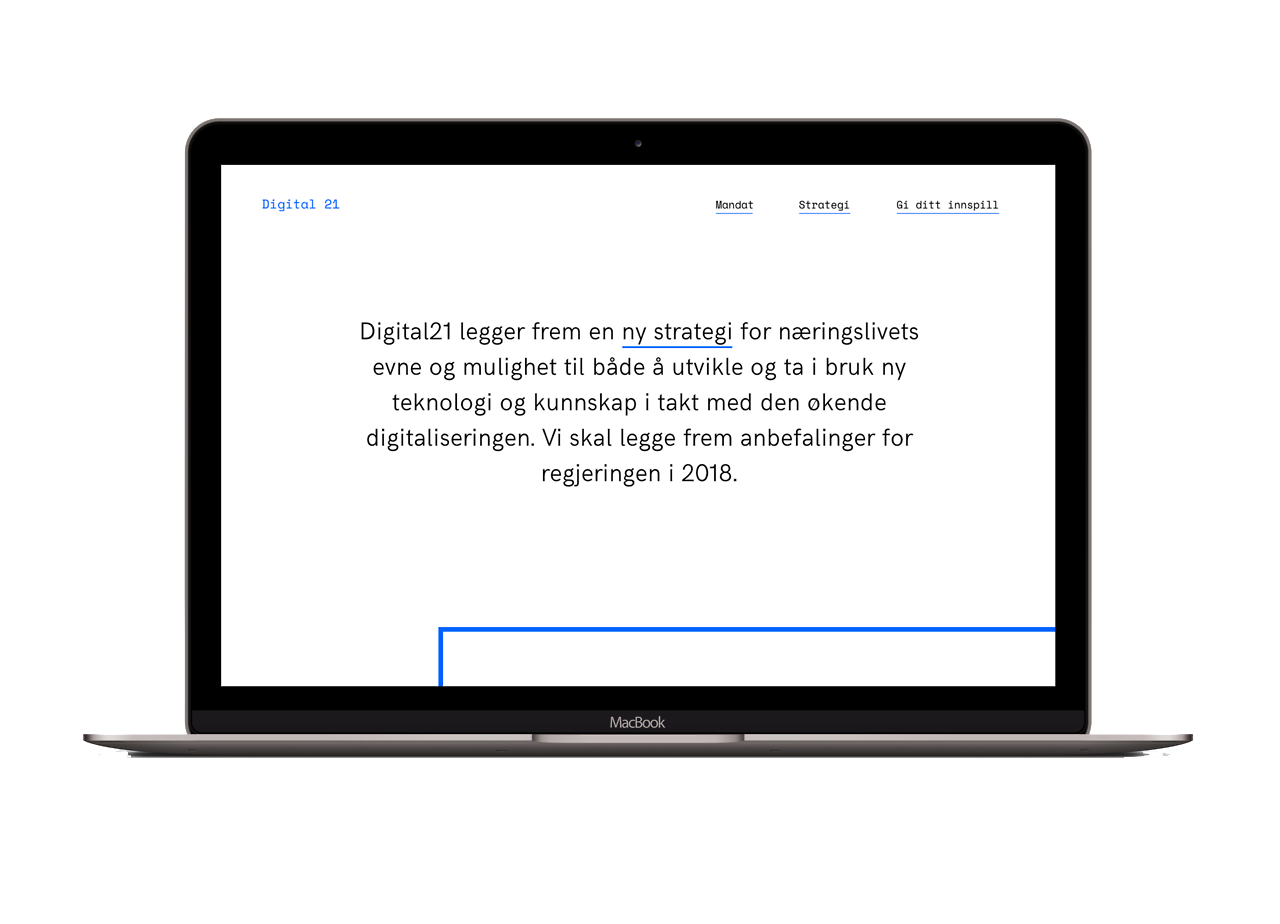 Digital 21
Mandat
Strategi
Gi ditt innspill
Digital21 legger frem en ny strategi for næringslivets
evne og mulighet til både å utvikle og ta i bruk ny
teknologi og kunnskap i takt med den økende
digitaliseringen. Vi skal legge frem anbefalinger for
regjeringen i 2018.
MacBook